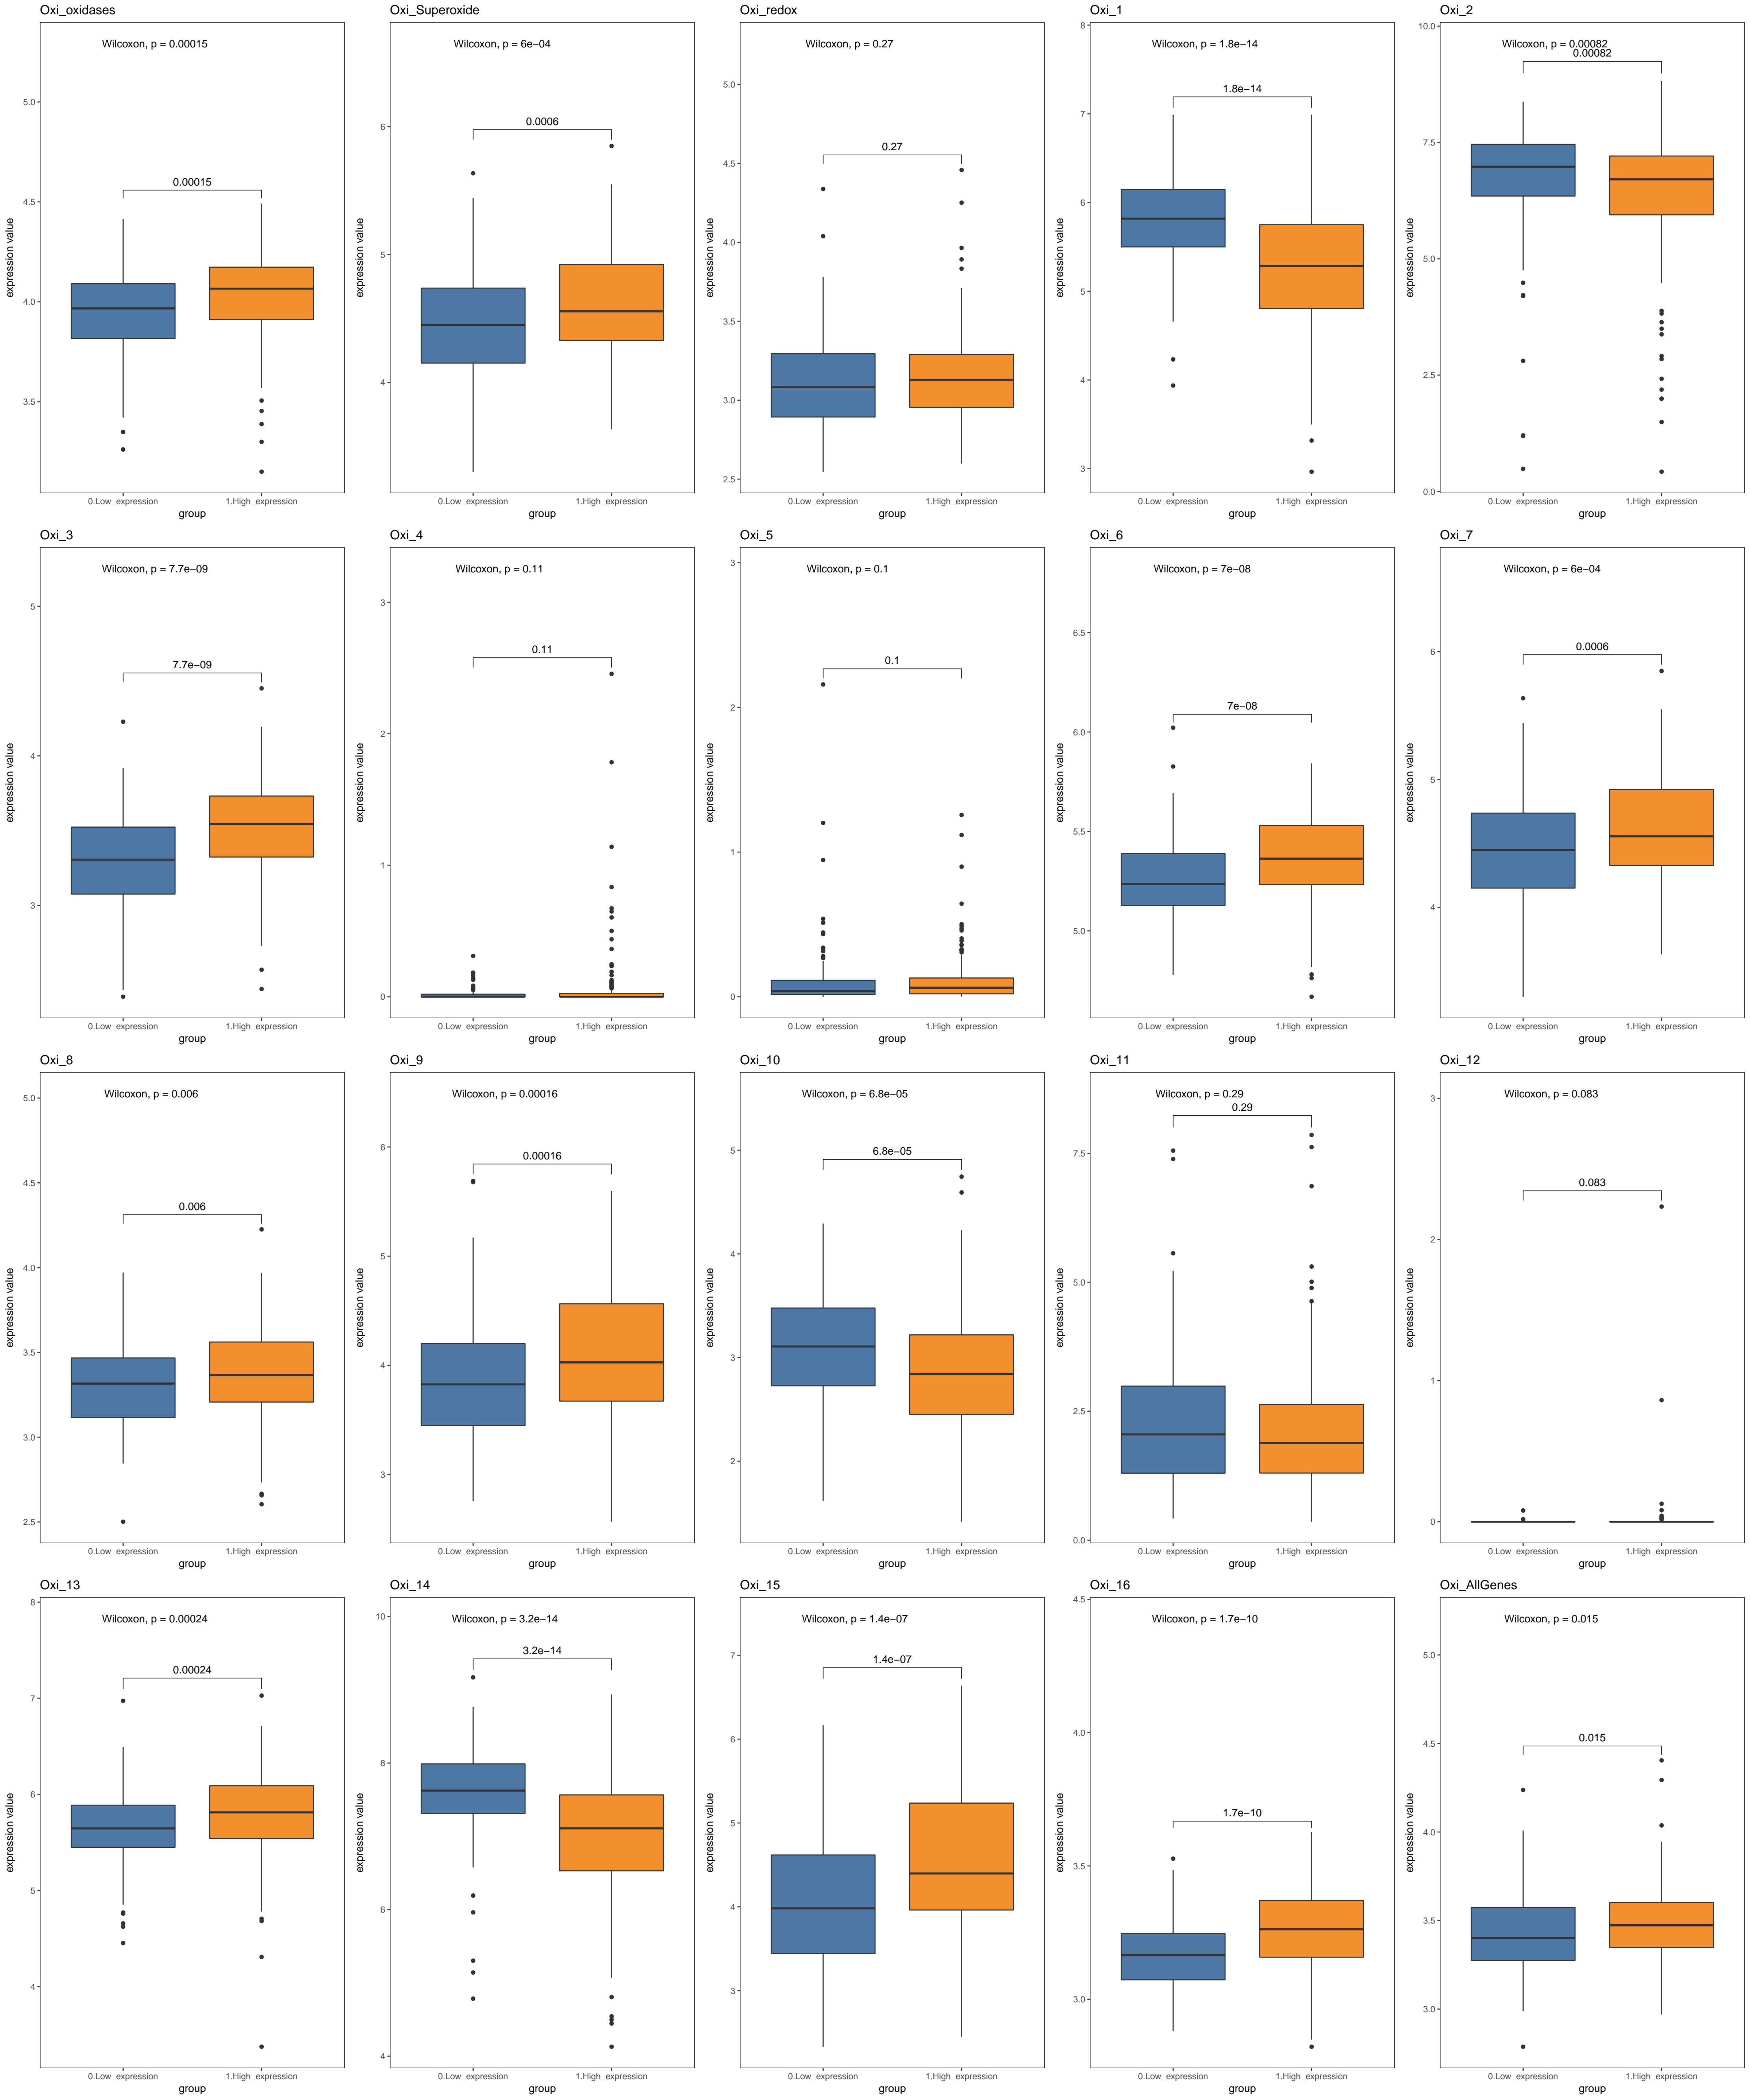 Oxi_oxidases
Wilcoxon, p = 0.00015
0.00015
5.0
4.5
4.0
3.5
expression value
0.Low_expression
1.High_expression
group
Oxi_Superoxide
Wilcoxon, p = 6e−04
0.0006
6
5
4
expression value
0.Low_expression
1.High_expression
group
Oxi_redox
Wilcoxon, p = 0.27
0.27
5.0
4.5
4.0
3.5
3.0
2.5
expression value
0.Low_expression
1.High_expression
group
Oxi_1
Wilcoxon, p = 1.8e−14
1.8e−14
8
7
6
5
4
3
expression value
0.Low_expression
1.High_expression
group
Oxi_2
Wilcoxon, p = 0.00082
0.00082
10.0
7.5
5.0
2.5
0.0
expression value
0.Low_expression
1.High_expression
group
Oxi_3
Wilcoxon, p = 7.7e−09
7.7e−09
5
4
3
expression value
0.Low_expression
1.High_expression
group
Oxi_4
Wilcoxon, p = 0.11
0.11
3
2
1
0
expression value
0.Low_expression
1.High_expression
group
Oxi_5
Wilcoxon, p = 0.1
0.1
3
2
1
0
expression value
0.Low_expression
1.High_expression
group
Oxi_6
Wilcoxon, p = 7e−08
7e−08
6.5
6.0
5.5
5.0
expression value
0.Low_expression
1.High_expression
group
Oxi_7
Wilcoxon, p = 6e−04
0.0006
6
5
4
expression value
0.Low_expression
1.High_expression
group
Oxi_8
Wilcoxon, p = 0.006
0.006
5.0
4.5
4.0
3.5
3.0
2.5
expression value
0.Low_expression
1.High_expression
group
Oxi_9
Wilcoxon, p = 0.00016
0.00016
6
5
4
3
expression value
0.Low_expression
1.High_expression
group
Oxi_10
Wilcoxon, p = 6.8e−05
6.8e−05
5
4
3
2
expression value
0.Low_expression
1.High_expression
group
Oxi_11
Wilcoxon, p = 0.29
0.29
7.5
5.0
2.5
0.0
expression value
0.Low_expression
1.High_expression
group
Oxi_12
Wilcoxon, p = 0.083
0.083
3
2
1
0
expression value
0.Low_expression
1.High_expression
group
Oxi_13
Wilcoxon, p = 0.00024
0.00024
8
7
6
5
4
expression value
0.Low_expression
1.High_expression
group
Oxi_14
Wilcoxon, p = 3.2e−14
3.2e−14
10
8
6
4
expression value
0.Low_expression
1.High_expression
group
Oxi_15
Wilcoxon, p = 1.4e−07
1.4e−07
7
6
5
4
3
expression value
0.Low_expression
1.High_expression
group
Oxi_16
Wilcoxon, p = 1.7e−10
1.7e−10
4.5
4.0
3.5
3.0
expression value
0.Low_expression
1.High_expression
group
Oxi_AllGenes
Wilcoxon, p = 0.015
0.015
5.0
4.5
4.0
3.5
3.0
expression value
0.Low_expression
1.High_expression
group